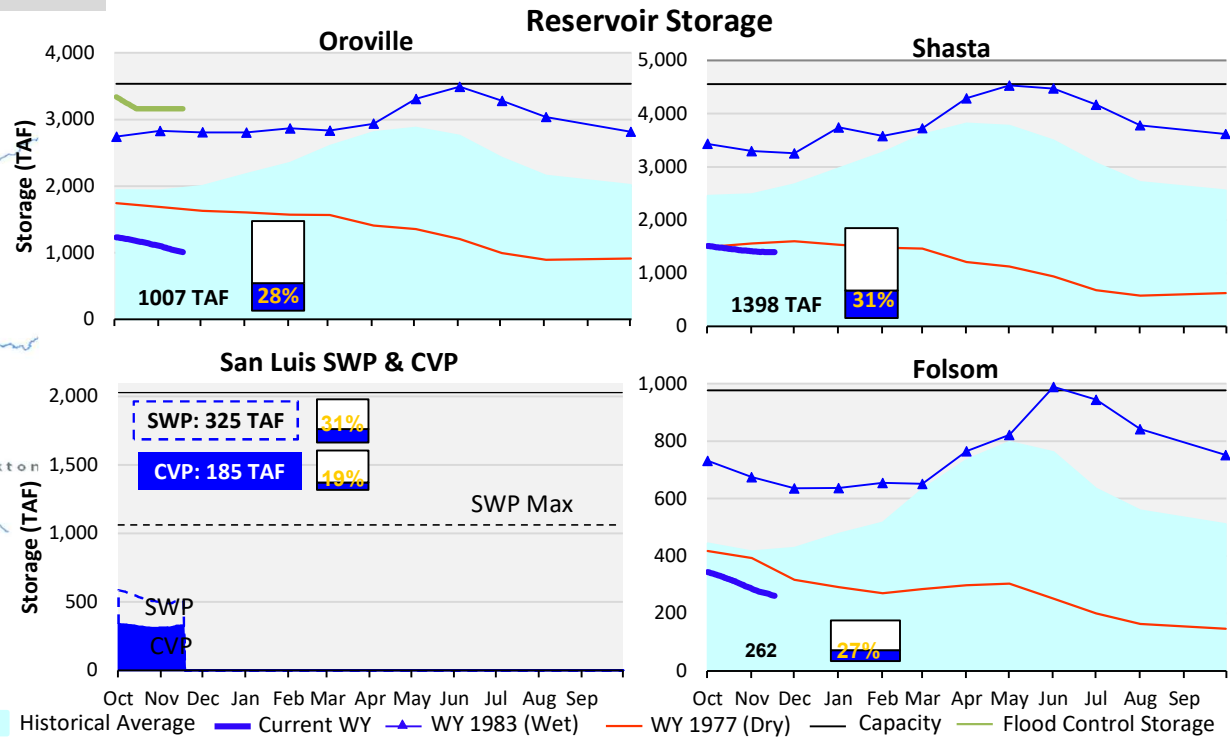 Reservoir Storage
Oroville
4,000
3,000
2,000
1,000
0
Storage (TAF)
1007 TAF
28%
Shasta
5,000
4,000
3,000
2,000
1,000
0
1398 TAF
31%
San Luis SWP & CVP
2,000
1,500
1,000
500
0
Storage (TAF)
SWP: 325 TAF
31%
CVP: 185 TAF
19%
SWP Max
SWP
CVP
Oct Nov Dec Jan Feb Mar Apr May Jun Jul Aug Sep
Folsom
1,000
800
600
400
200
0
262
27%
Oct Nov Dec Jan Feb Mar Apr May Jun Jul Aug Sep
Historical Average Current WY WY 1983 (Wet) WY 1977 (Dry) Capacity Flood Control Storage
kton